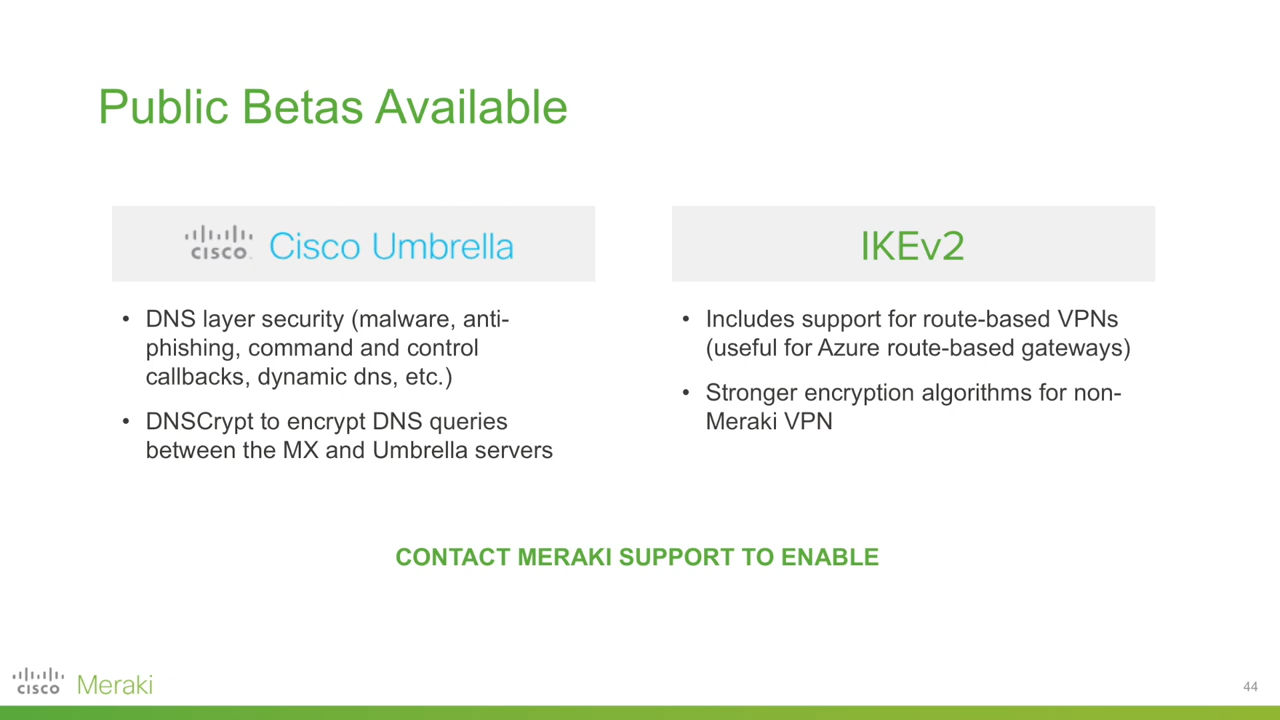 Public Betas Available
CISCO Cisco Umbrella
• DNS layer security (malware, anti-
phishing, command and control
callbacks, dynamic dns, etc.)
• DNSCrypt to encrypt DNS queries
between the MX and Umbrella servers
IKEv2
• Includes support for route-based VPNs
(useful for Azure route-based gateways)
• Stronger encryption algorithms for non-
Meraki VPN
CONTACT MERAKI SUPPORT TO ENABLE
CISCO Meraki
44